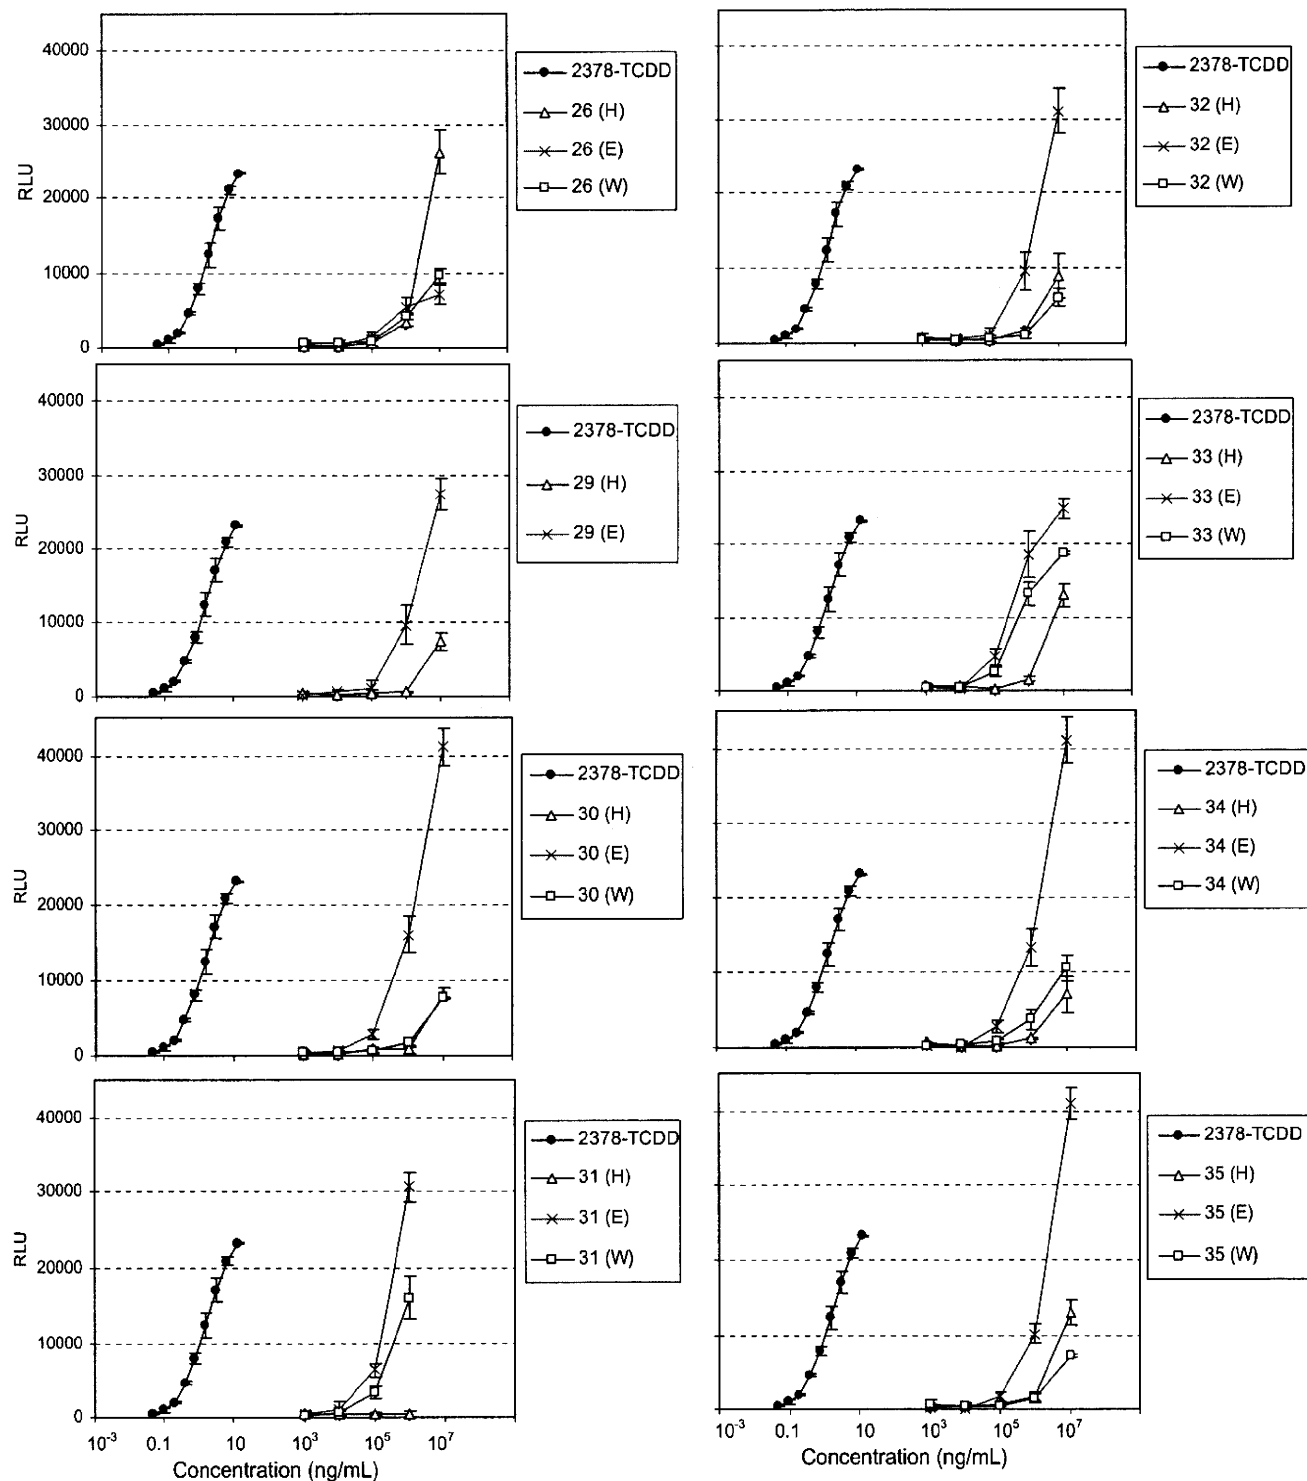 40000
30000
RLU
20000
10000
0
2378-TCDD
26 (H)
26 (E)
26 (W)
2378-TCDD
32 (H)
32 (E)
32 (W)
40000
30000
RLU
20000
10000
0
2378-TCDD
29 (H)
29 (E)
2378-TCDD
33 (H)
33 (E)
33 (W)
40000
30000
RLU
20000
10000
0
2378-TCDD
30 (H)
30 (E)
30 (W)
2378-TCDD
34 (H)
34 (E)
34 (W)
40000
30000
RLU
20000
10000
0
2378-TCDD
31 (H)
31 (E)
31 (W)
2378-TCDD
35 (H)
35 (E)
35 (W)
10⁻³ 0.1 10 10³ 10⁵ 10⁷
Concentration (ng/mL)
10⁻³ 0.1 10 10³ 10⁵ 10⁷
Concentration (ng/mL)